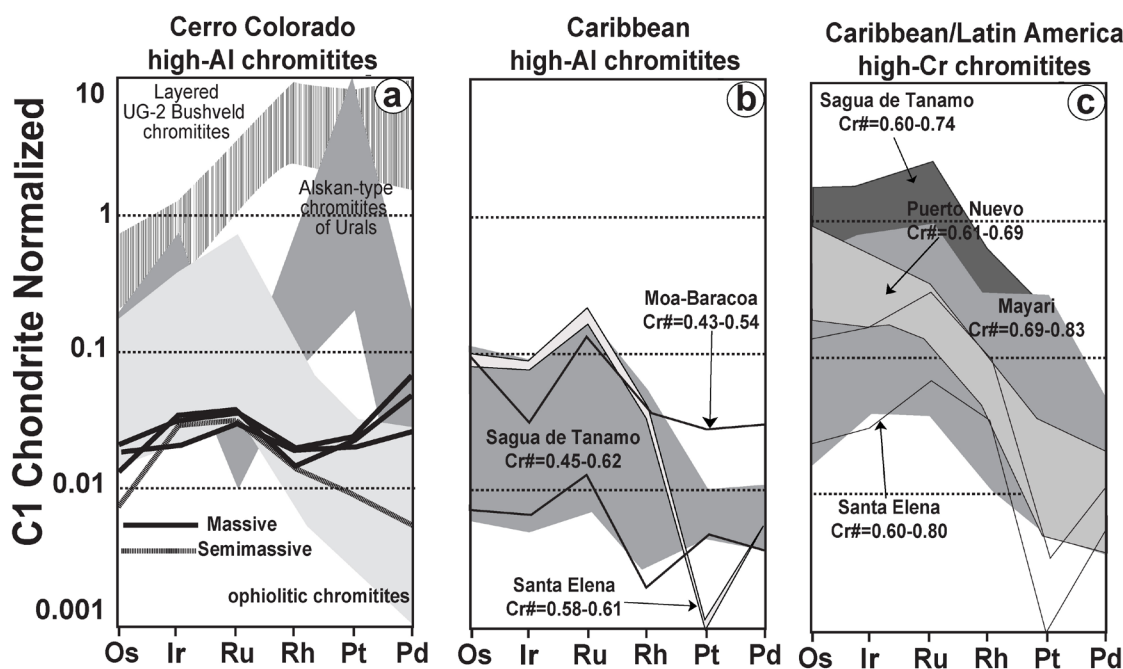 Cerro Colorado
high-Al chromitites
Caribbean
high-Al chromitites
Caribbean/Latin America
high-Cr chromitites
C1 Chondrite Normalized
10
1
0.1
0.01
0.001
a
Layered
UG-2 Bushveld
chromitites
Alskan-type
chromitites
of Urals
Massive
Semimassive
ophiolitic chromitites
Os Ir Ru Rh Pt Pd
b
Moa-Baracoa
Cr#=0.43-0.54
Sagua de Tanamo
Cr#=0.45-0.62
Santa Elena
Cr#=0.58-0.61
Os Ir Ru Rh Pt Pd
c
Sagua de Tanamo
Cr#=0.60-0.74
Puerto Nuevo
Cr#=0.61-0.69
Mayari
Cr#=0.69-0.83
Santa Elena
Cr#=0.60-0.80
Os Ir Ru Rh Pt Pd